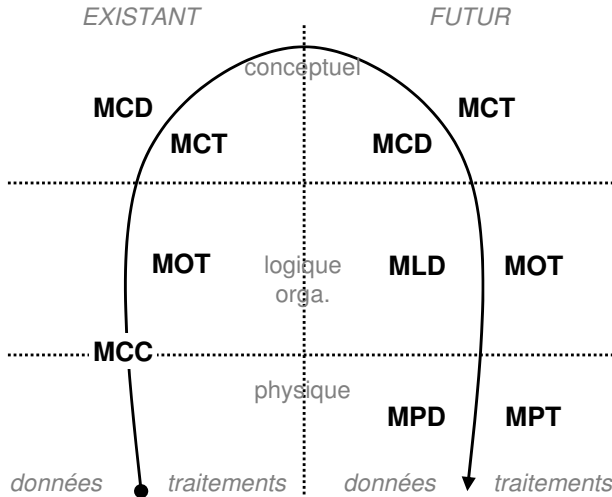 EXISTANT FUTUR
conceptuel
MCD MCT
MCT MCD
MOT logique MLD MOT
orga.
MCC
physique
MPD MPT
données traitements données traitements